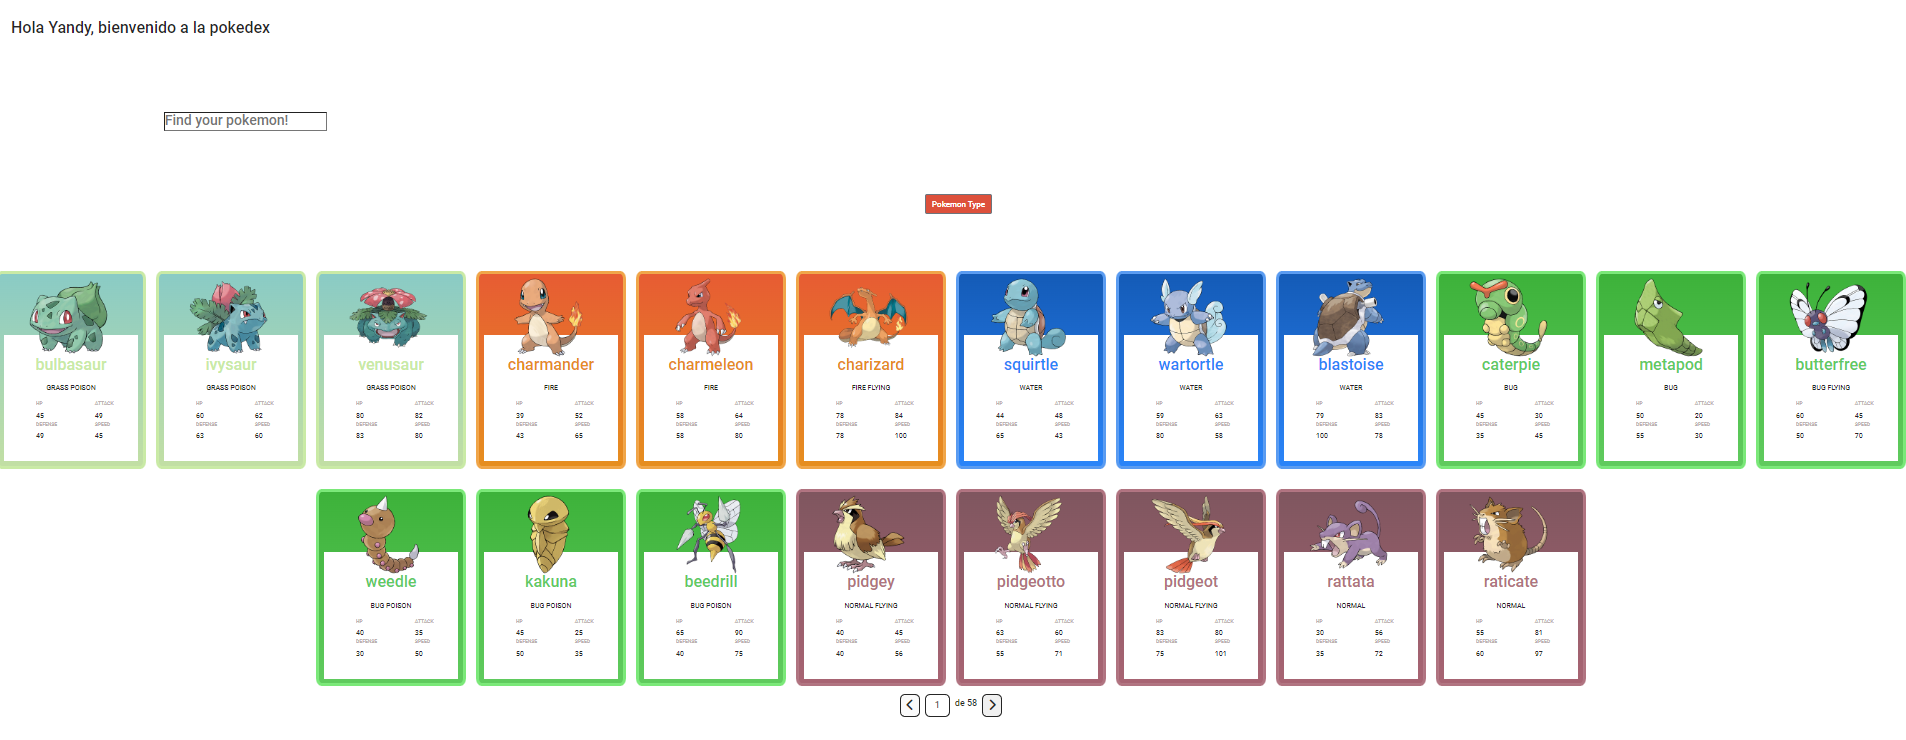 Hola Yandy, bienvenido a la pokedex
Find your pokemon!
Pokemon Type
bulbasaur
GRASS POISON
HP ATTACK
45 49
DEFENSE SPEED
49 45
ivysaur
GRASS POISON
HP ATTACK
60 62
DEFENSE SPEED
63 60
venusaur
GRASS POISON
HP ATTACK
80 82
DEFENSE SPEED
83 80
charmander
FIRE
HP ATTACK
39 52
DEFENSE SPEED
43 65
charmeleon
FIRE
HP ATTACK
58 64
DEFENSE SPEED
58 80
charizard
FIRE FLYING
HP ATTACK
78 84
DEFENSE SPEED
78 100
squirtle
WATER
HP ATTACK
44 48
DEFENSE SPEED
65 43
wartortle
WATER
HP ATTACK
59 63
DEFENSE SPEED
80 58
blastoise
WATER
HP ATTACK
79 83
DEFENSE SPEED
100 78
caterpie
BUG
HP ATTACK
45 30
DEFENSE SPEED
35 45
metapod
BUG
HP ATTACK
50 20
DEFENSE SPEED
55 30
butterfree
BUG FLYING
HP ATTACK
60 45
DEFENSE SPEED
50 70
weedle
BUG POISON
HP ATTACK
40 35
DEFENSE SPEED
30 50
kakuna
BUG POISON
HP ATTACK
45 25
DEFENSE SPEED
50 35
beedrill
BUG POISON
HP ATTACK
65 90
DEFENSE SPEED
40 75
pidgey
NORMAL FLYING
HP ATTACK
40 45
DEFENSE SPEED
40 56
pidgeotto
NORMAL FLYING
HP ATTACK
63 60
DEFENSE SPEED
55 71
pidgeot
NORMAL FLYING
HP ATTACK
83 80
DEFENSE SPEED
75 101
rattata
NORMAL
HP ATTACK
30 56
DEFENSE SPEED
35 72
raticate
NORMAL
HP ATTACK
55 81
DEFENSE SPEED
60 97
1 de 58